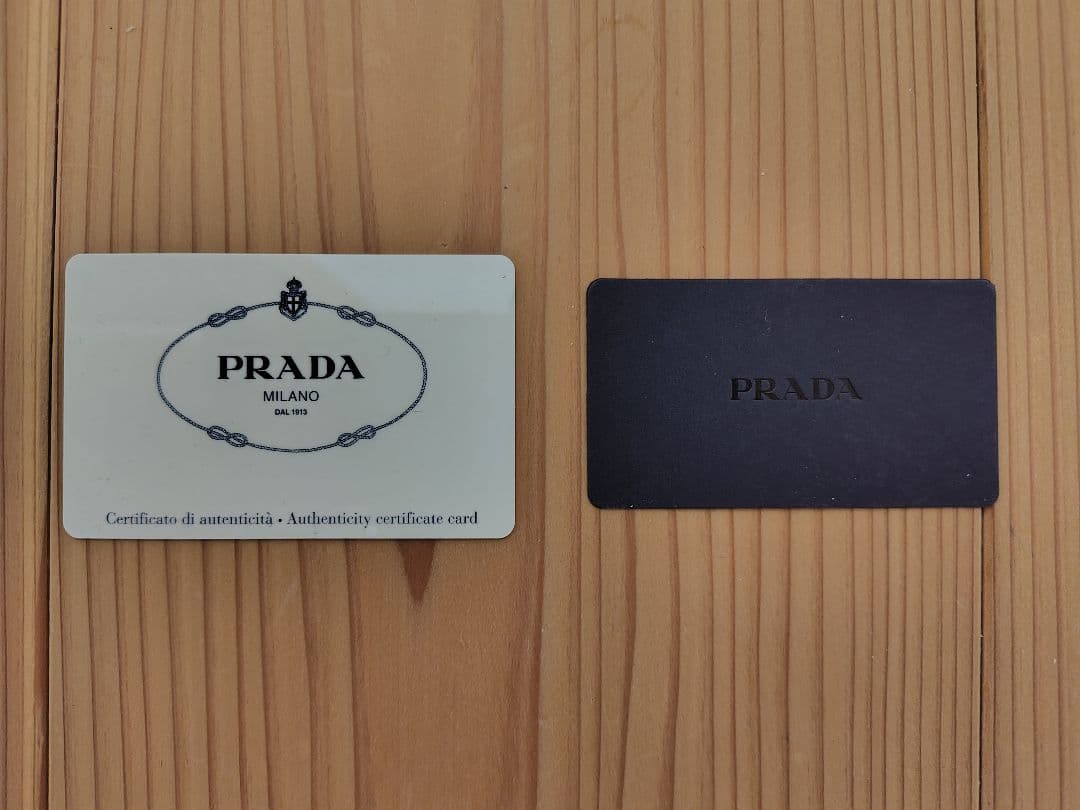 PRADA
MILANO
DAL 1913
Certificato di autenticità • Authenticity certificate card
PRADA